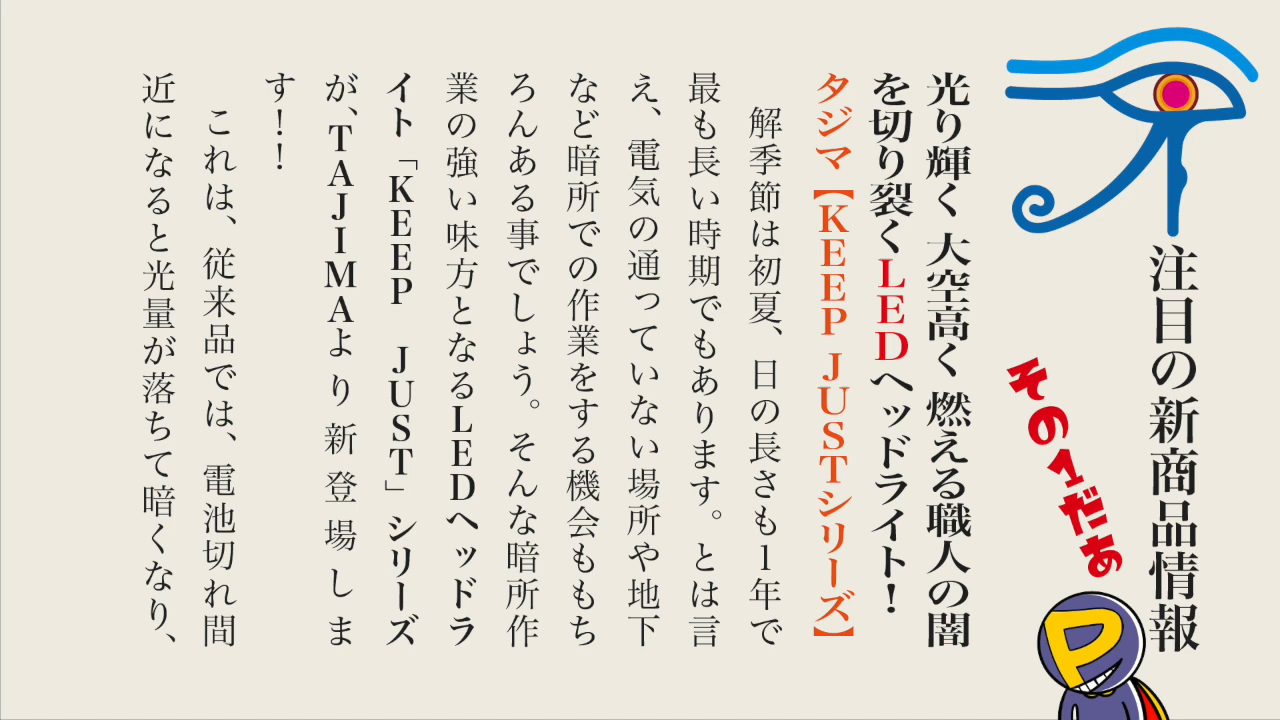 注目の新商品情報
その1だぁ
P
光り輝く 大空高く 燃える職人の闇
を切り裂くLEDヘッドライト！
タジマ【KEEP JUSTシリーズ】
解季節は初夏、日の長さも1年で
最も長い時期でもあります。とは言
え、電気の通っていない場所や地下
など暗所での作業をする機会ももち
ろんある事でしょう。そんな暗所作
業の強い味方となるLEDヘッドラ
イト「KEEP JUST」シリーズ
が、TAJIMAより新登場しま
す！！
これは、従来品では、電池切れ間
近になると光量が落ちて暗くなり、